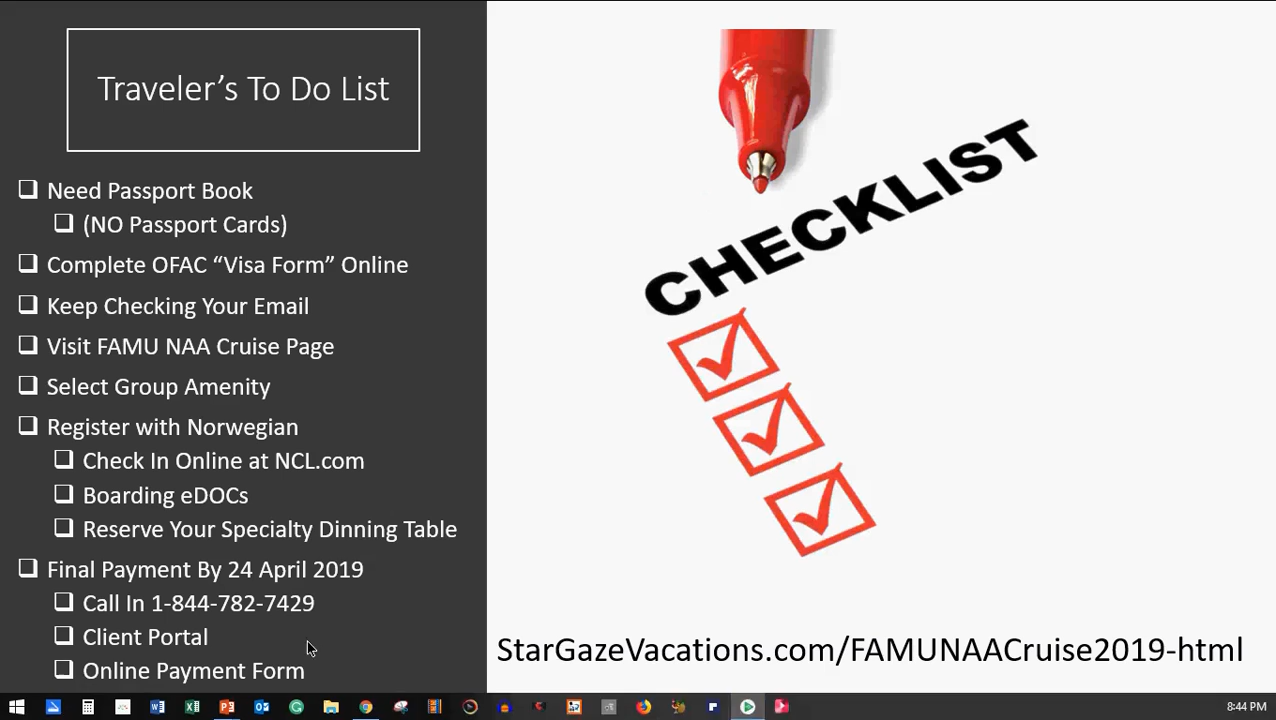 Traveler's To Do List
Need Passport Book
(NO Passport Cards)
Complete OFAC “Visa Form” Online
Keep Checking Your Email
Visit FAMU NAA Cruise Page
Select Group Amenity
Register with Norwegian
Check In Online at NCL.com
Boarding eDOCs
Reserve Your Specialty Dinning Table
Final Payment By 24 April 2019
Call In 1-844-782-7429
Client Portal
Online Payment Form
CHECKLIST
StarGazeVacations.com/FAMUNAACruise2019-html
8:44 PM